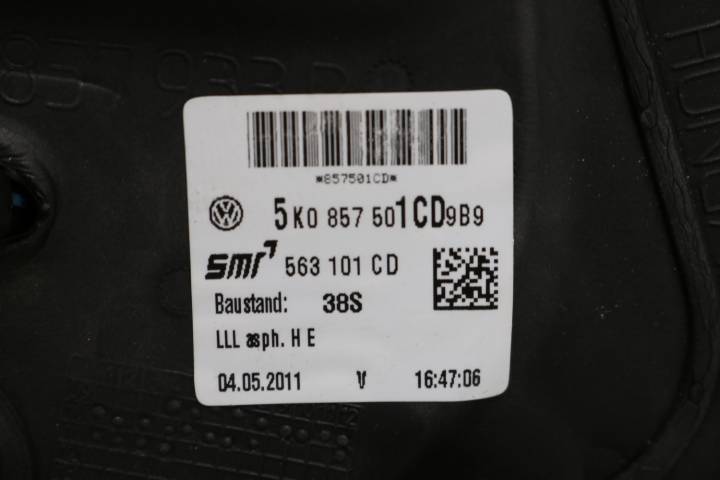 *857501CD*
5K0 857 501CD9B9
smr 563 101 CD
Baustand: 38S
LLL asph. H E
04.05.2011 V 16:47:06